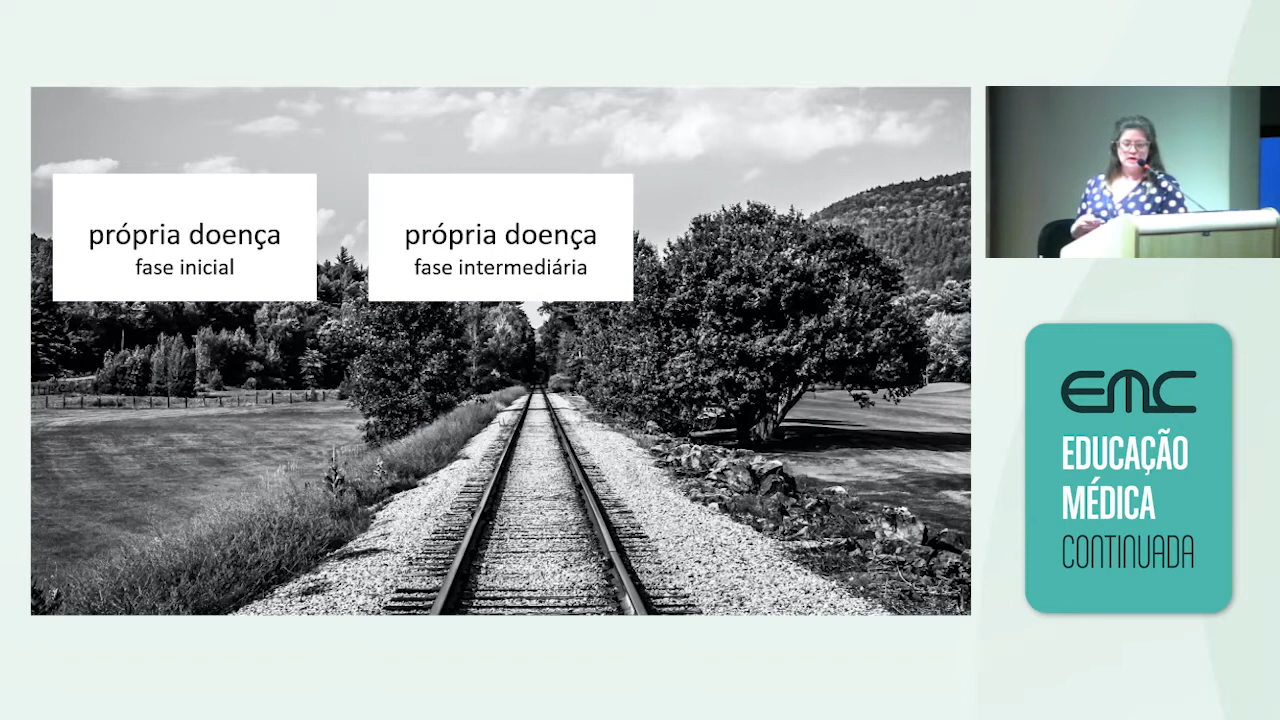 própria doença
fase inicial
própria doença
fase intermediária
EMC
EDUCAÇÃO
MÉDICA
CONTINUADA